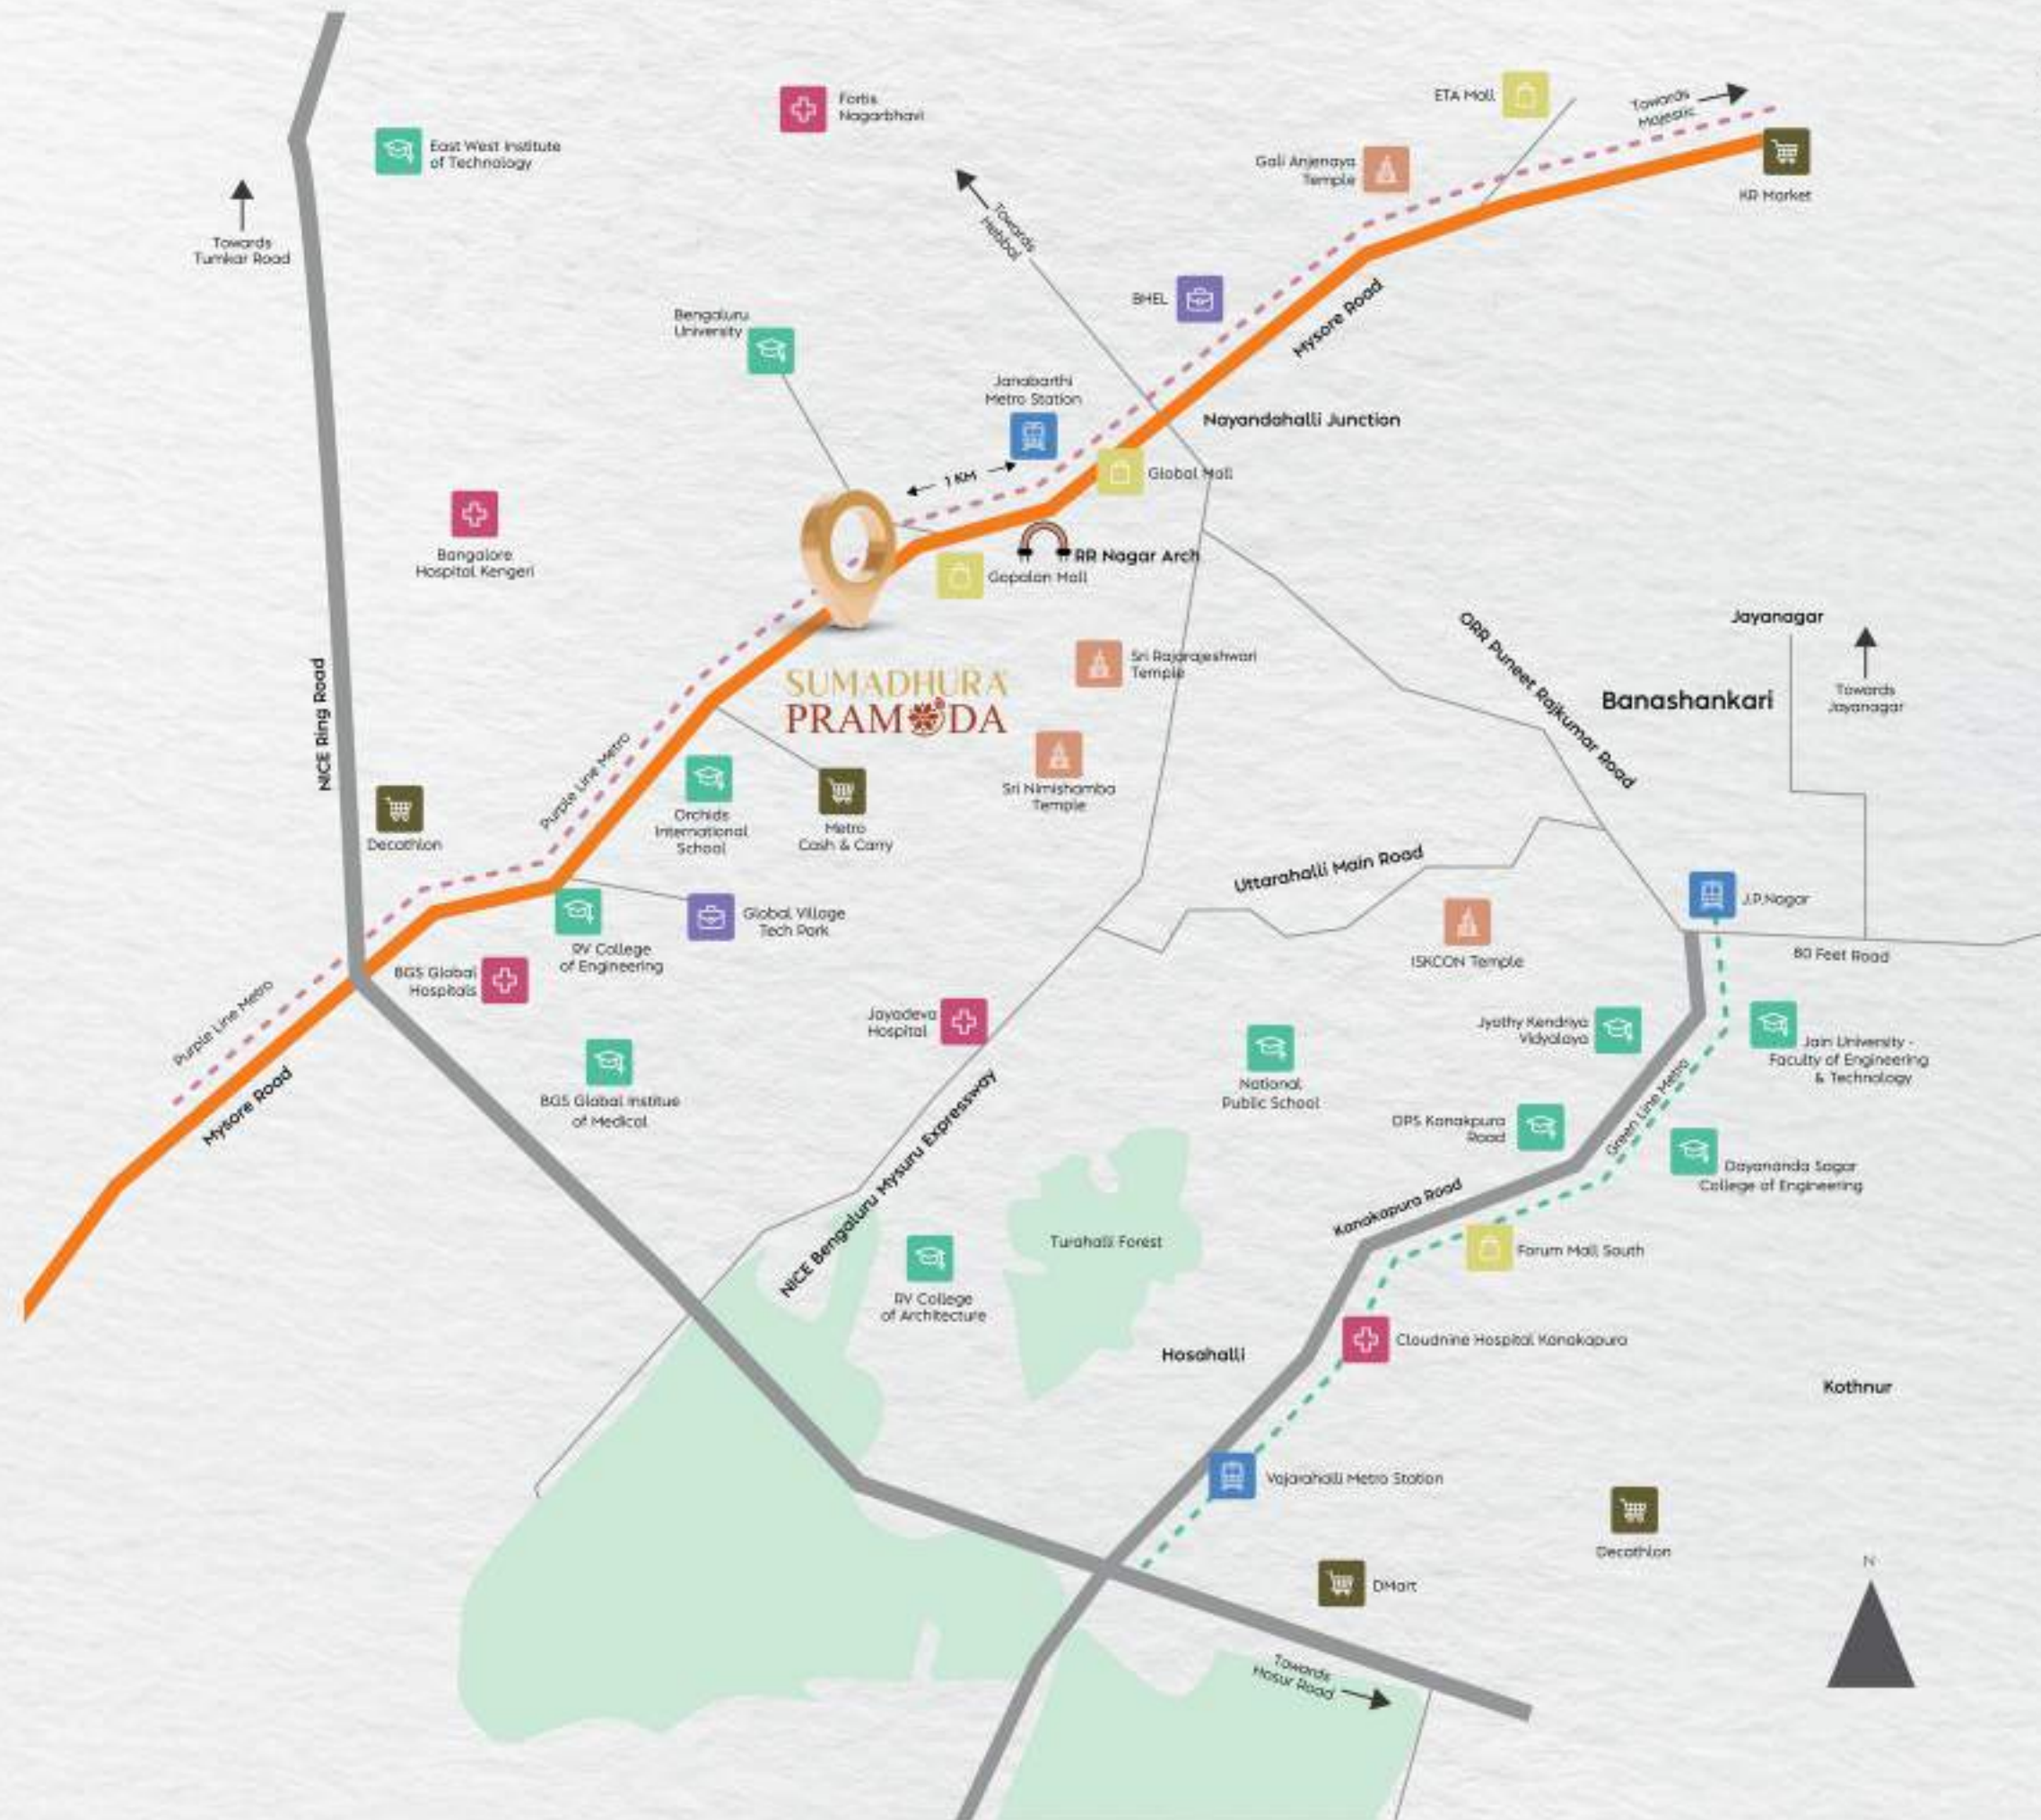 Fortis
Nagarbhavi
ETA Mall
Towards
Majestic
East West Institute
of Technology
Gali Anjenaya
Temple
KR Market
Towards
Tumkar Road
Towards
Hebbal
BHEL
Mysore Road
Bengaluru
University
Janabarthi
Metro Station
Nayandahalli Junction
1 KM
Global Mall
Bangalore
Hospital Kengeri
RR Nagar Arch
Gopalan Mall
Jayanagar
ORR Puneet Rajkumar Road
Banashankari
Towards
Jayanagar
Sri Rajarajeshwari
Temple
SUMADHURA
PRAMODA
NICE Ring Road
Purple Line Metro
Sri Nimishamba
Temple
Orchids
International
School
Metro
Cash & Carry
Decathlon
Uttarahalli Main Road
J.P.Nagar
Global Village
Tech Park
RV College
of Engineering
ISKCON Temple
80 Feet Road
BGS Global
Hospitals
Purple Line Metro
Mysore Road
Jayadeva
Hospital
Jyothy Kendriya
Vidyalaya
Jain University -
Faculty of Engineering
& Technology
BGS Global Institue
of Medical
National
Public School
DPS Kanakpura
Road
Green Line Metro
Dayananda Sagar
College of Engineering
NICE Bengaluru Mysuru Expressway
Kanakapura Road
Turahalli Forest
Forum Mall South
RV College
of Architecture
Hosahalli
Cloudnine Hospital Kanakapura
Kothnur
Vajarahalli Metro Station
Decathlon
DMart
N
Towards
Hosur Road